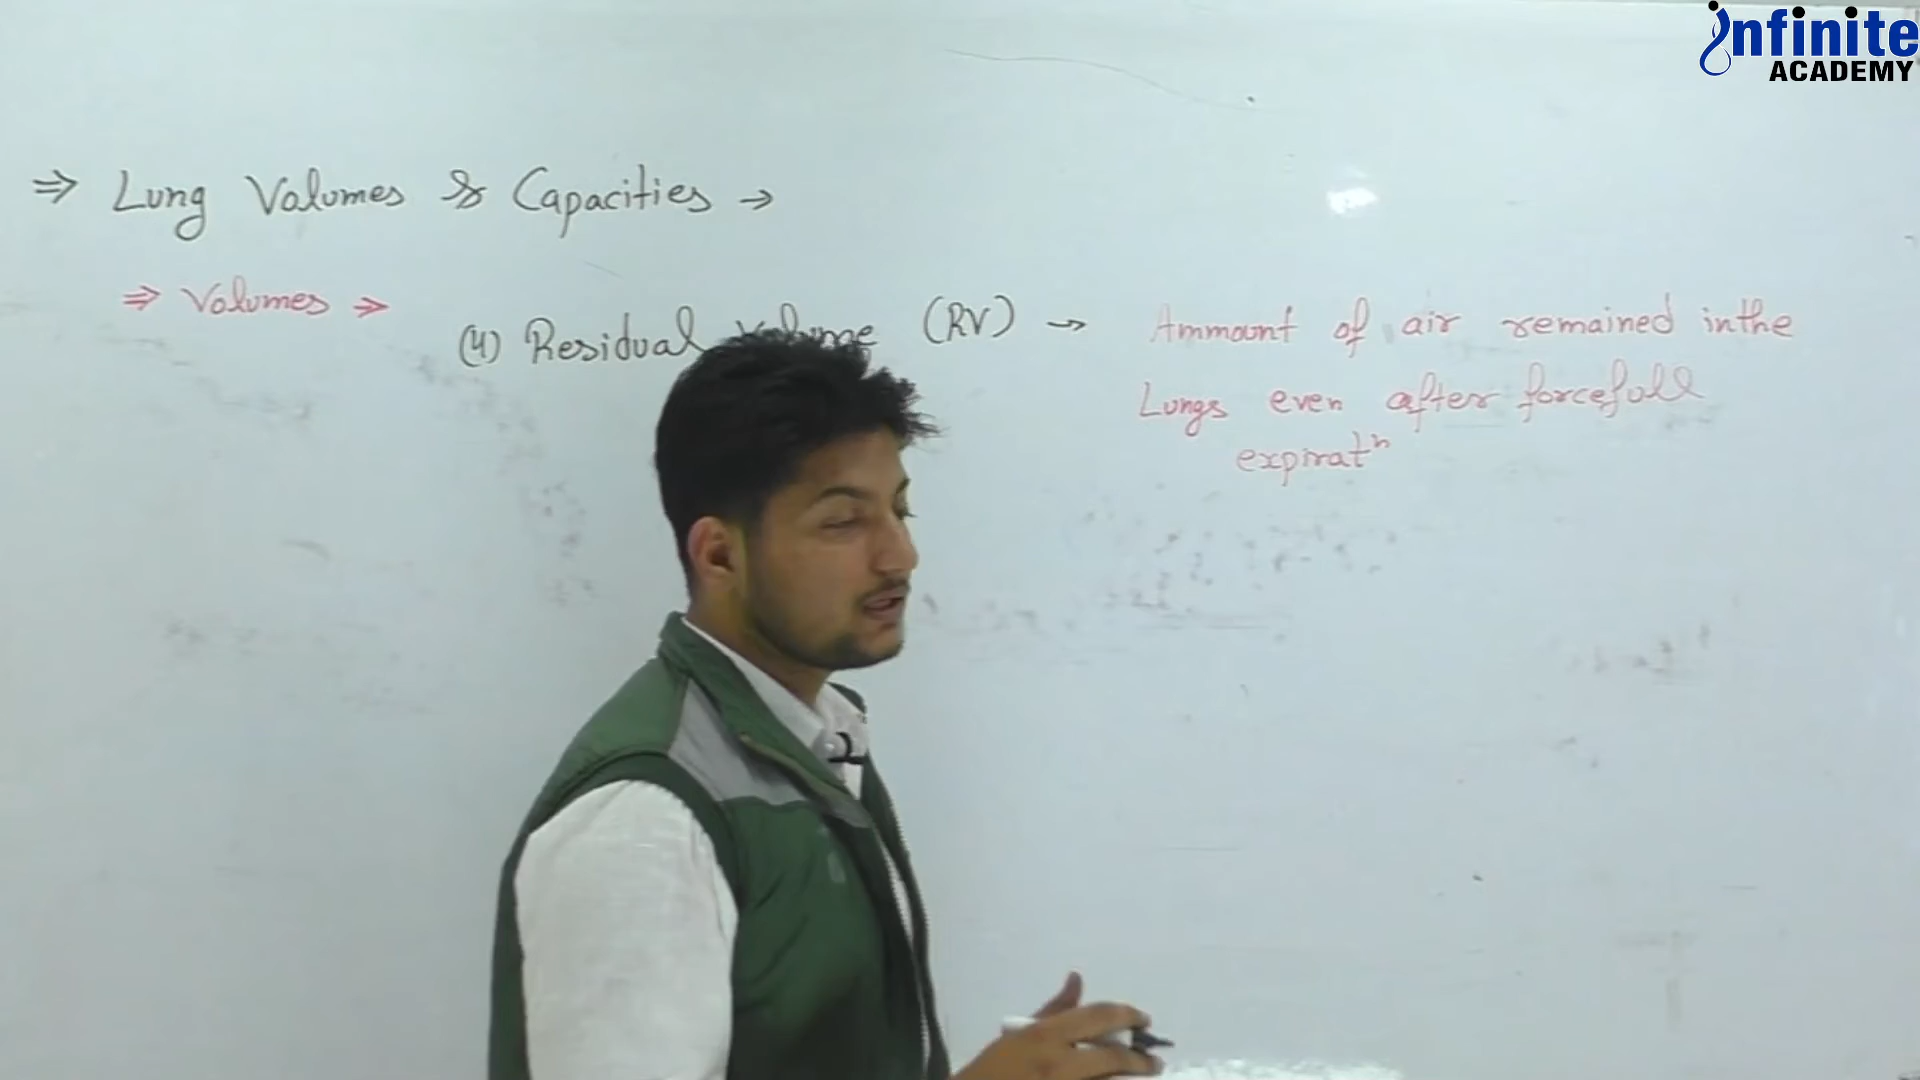 infinite
ACADEMY
⇒ Lung Volumes & Capacities →
⇒ Volumes ⇒
(4) Residual Volume (RV) → Ammount of air remained in the
Lungs even after forcefull
expiratⁿ